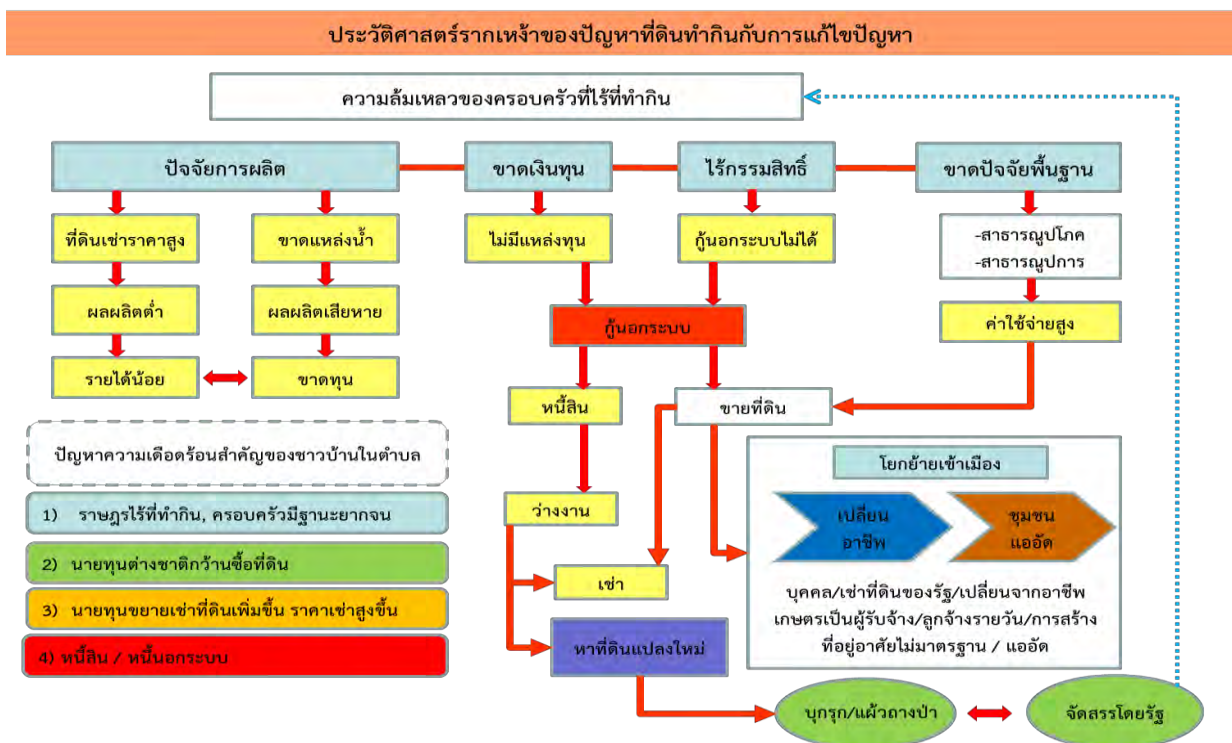 ประวัติศาสตร์รากเหง้าของปัญหาที่ดินทำกินกับการแก้ไขปัญหา
ความล้มเหลวของครอบครัวที่ไร้ที่ทำกิน
ปัจจัยการผลิต
ขาดเงินทุน
ไร้กรรมสิทธิ์
ขาดปัจจัยพื้นฐาน
ที่ดินเช่าราคาสูง
ขาดแหล่งน้ำ
ไม่มีแหล่งทุน
กู้นอกระบบไม่ได้
-สาธารณูปโภค
-สาธารณูปการ
ผลผลิตต่ำ
ผลผลิตเสียหาย
กู้นอกระบบ
ค่าใช้จ่ายสูง
รายได้น้อย
ขาดทุน
หนี้สิน
ขายที่ดิน
ปัญหาความเดือดร้อนสำคัญของชาวบ้านในตำบล
1) ราษฎรไร้ที่ทำกิน, ครอบครัวมีฐานะยากจน
2) นายทุนต่างชาติกว้านซื้อที่ดิน
3) นายทุนขยายเช่าที่ดินเพิ่มขึ้น ราคาเช่าสูงขึ้น
4) หนี้สิน / หนี้นอกระบบ
ว่างงาน
เช่า
หาที่ดินแปลงใหม่
โยกย้ายเข้าเมือง
เปลี่ยน
อาชีพ
ชุมชน
แออัด
บุคคล/เช่าที่ดินของรัฐ/เปลี่ยนจากอาชีพ
เกษตรเป็นผู้รับจ้าง/ลูกจ้างรายวัน/การสร้าง
ที่อยู่อาศัยไม่มาตรฐาน / แออัด
บุกรุก/แผ้วถางป่า
จัดสรรโดยรัฐ